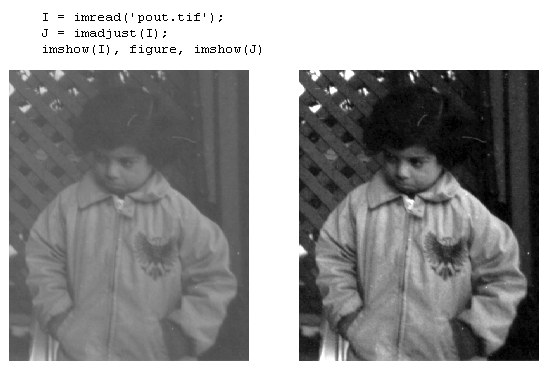 I = imread('pout.tif');
J = imadjust(I);
imshow(I), figure, imshow(J)